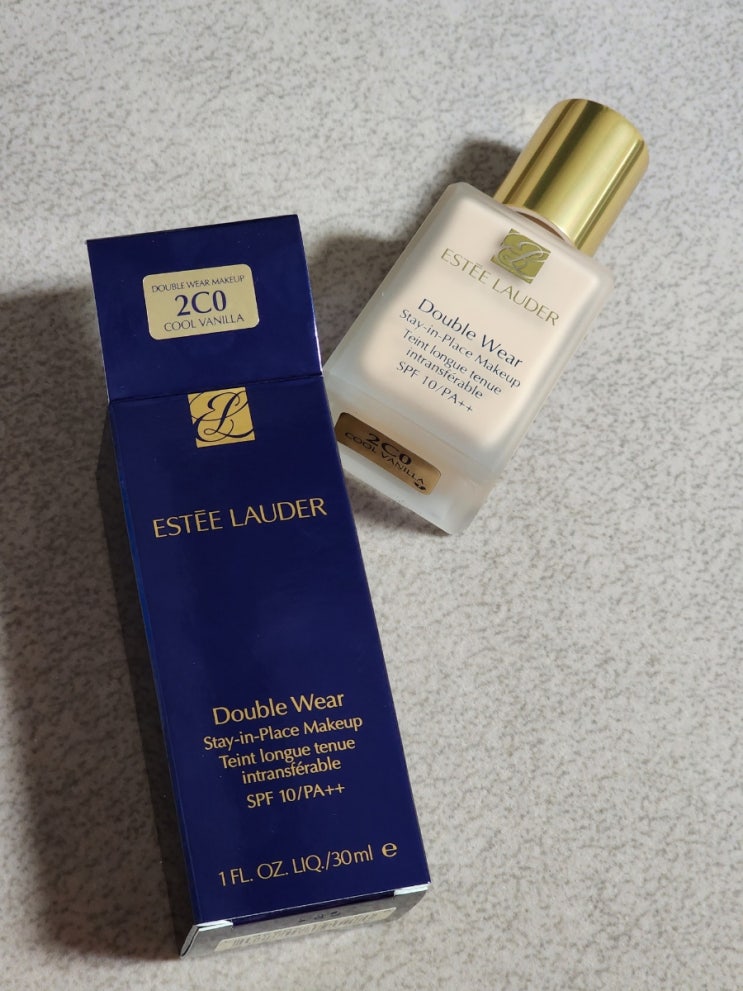 DOUBLE WEAR MAKEUP
2C0
COOL VANILLA
ESTĒE LAUDER
Double Wear
Stay-in-Place Makeup
Teint longue tenue
intransférable
SPF 10/PA++
1 FL. OZ. LIQ./30ml ℮
ESTĒE LAUDER
Double Wear
Stay-in-Place Makeup
Teint longue tenue
intransférable
SPF 10/PA++
2C0
COOL VANILLA